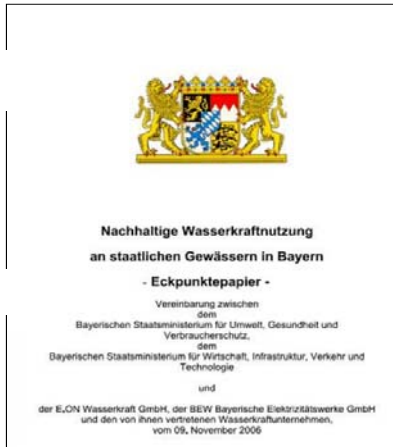 Nachhaltige Wasserkraftnutzung
an staatlichen Gewässern in Bayern
- Eckpunktepapier -
Vereinbarung zwischen
dem
Bayerischen Staatsministerium für Umwelt, Gesundheit und
Verbraucherschutz,
dem
Bayerischen Staatsministerium für Wirtschaft, Infrastruktur, Verkehr und
Technologie
und
der E.ON Wasserkraft GmbH, der BEW Bayerische Elektrizitätswerke GmbH
und den von ihnen vertretenen Wasserkraftunternehmen,
vom 09. November 2006